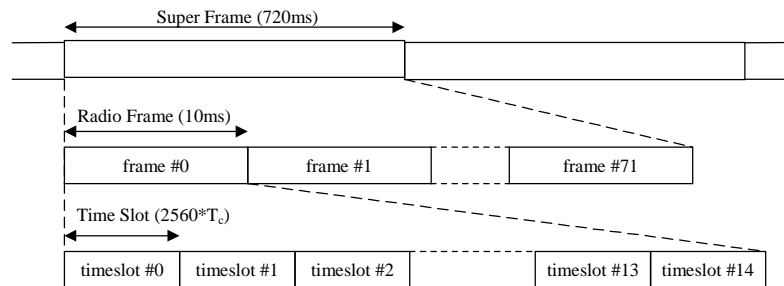 Super Frame (720ms)
Radio Frame (10ms)
frame #0 frame #1 frame #71
Time Slot (2560*Tc)
timeslot #0 timeslot #1 timeslot #2 timeslot #13 timeslot #14